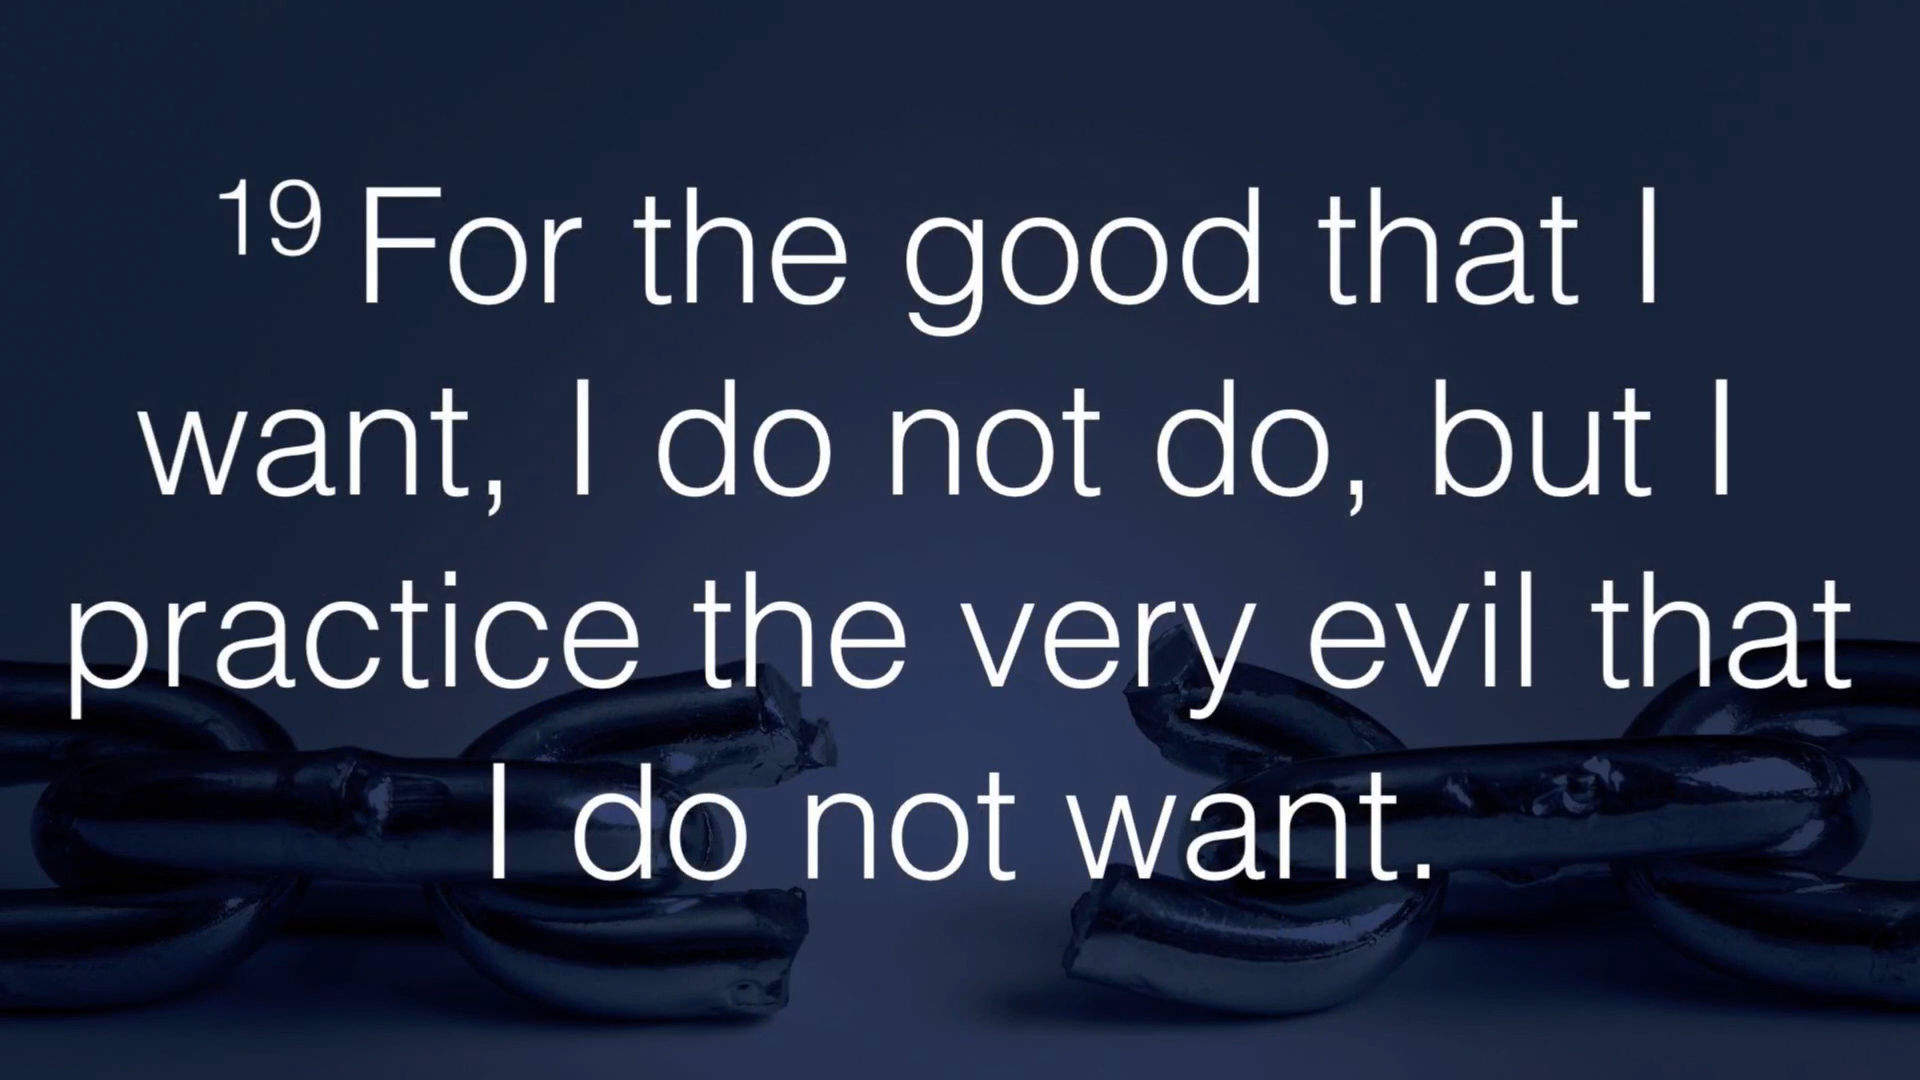 19 For the good that I
want, I do not do, but I
practice the very evil that
I do not want.